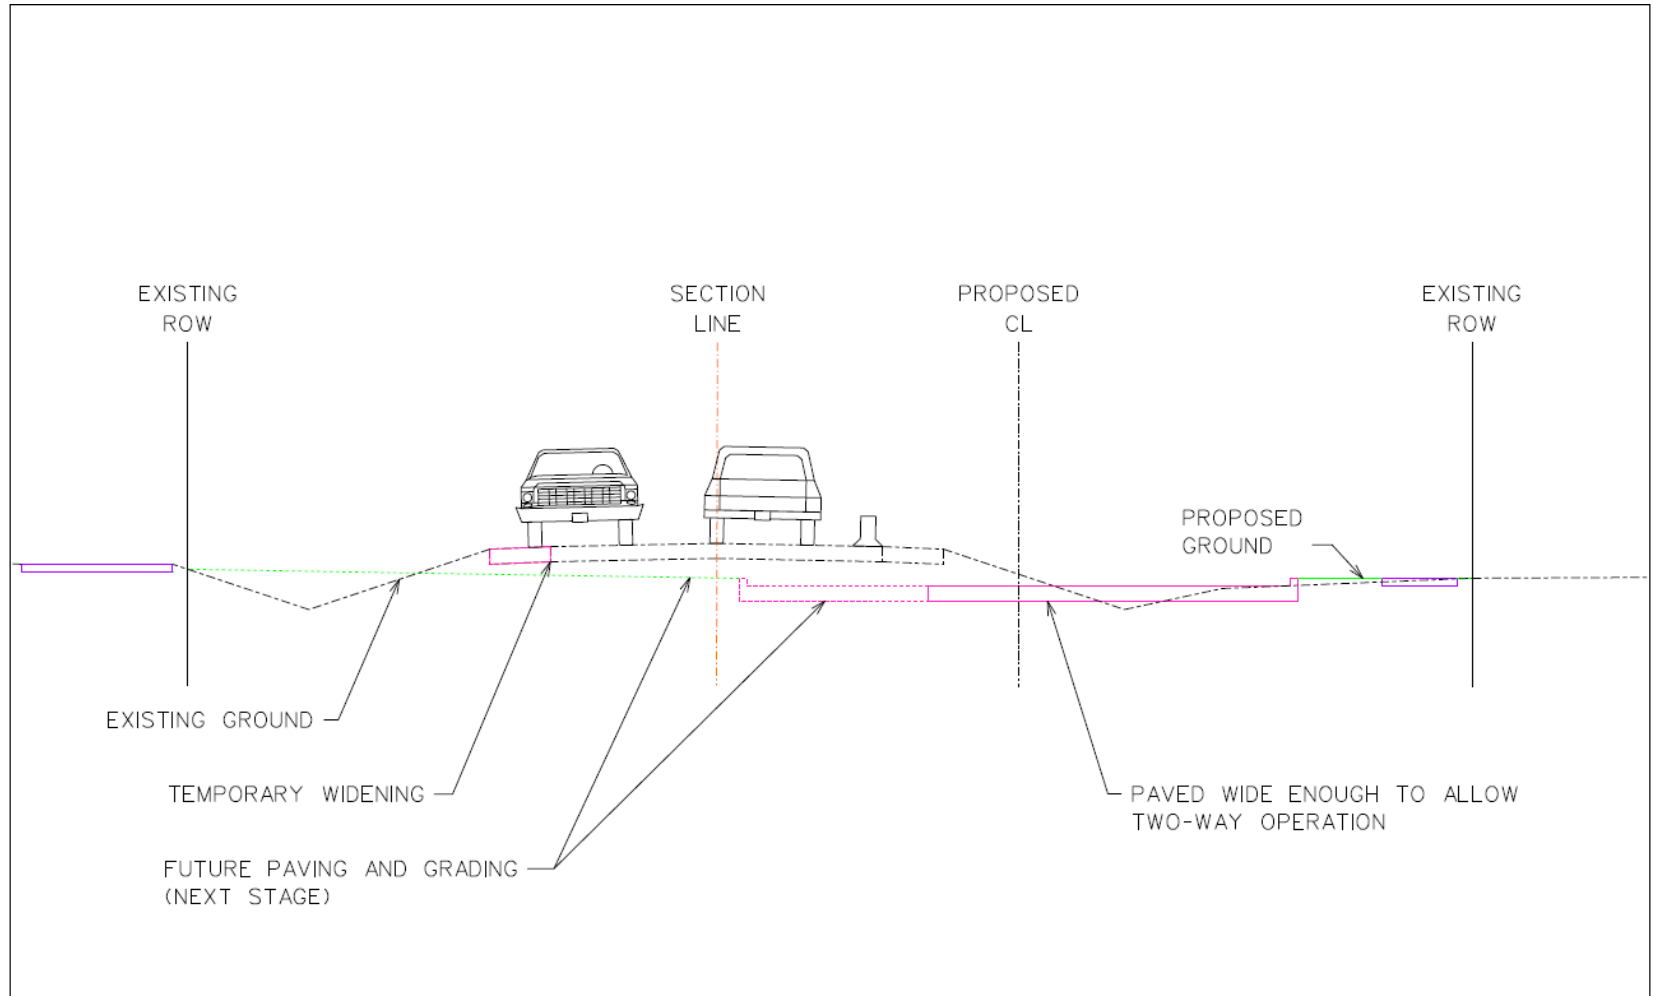 EXISTING
ROW
SECTION
LINE
PROPOSED
CL
EXISTING
ROW
PROPOSED
GROUND
EXISTING GROUND
TEMPORARY WIDENING
PAVED WIDE ENOUGH TO ALLOW
TWO-WAY OPERATION
FUTURE PAVING AND GRADING
(NEXT STAGE)